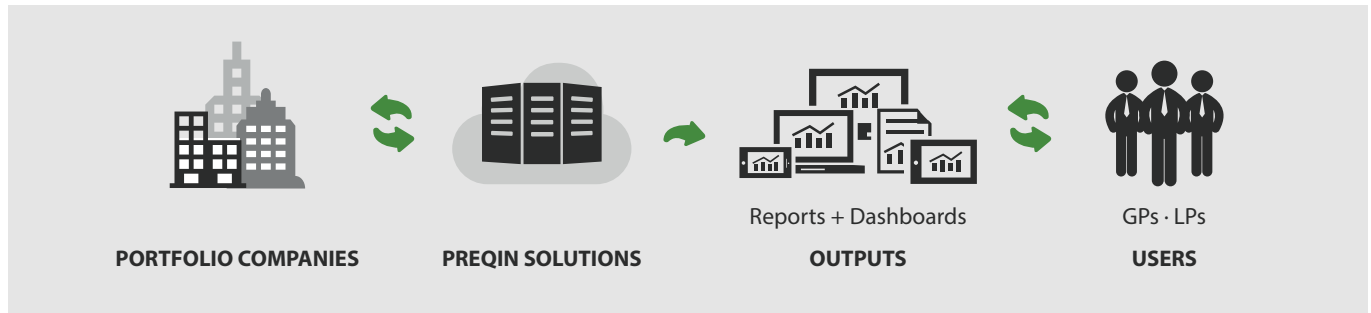 Reports + Dashboards
GPs · LPs
PORTFOLIO COMPANIES
PREQIN SOLUTIONS
OUTPUTS
USERS